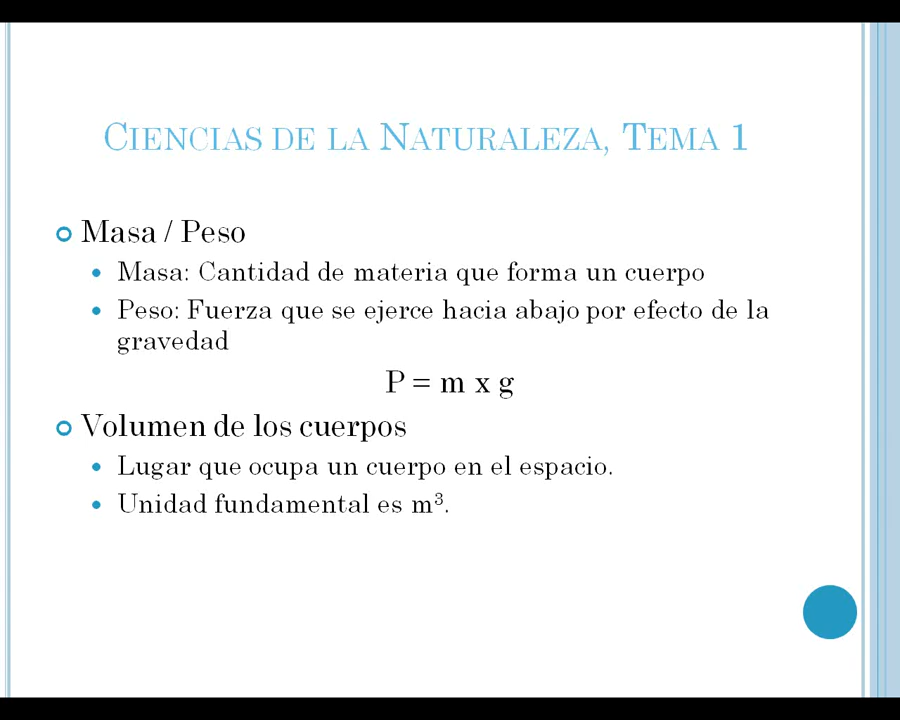 Ciencias de la Naturaleza, Tema 1
Masa / Peso
Masa: Cantidad de materia que forma un cuerpo
Peso: Fuerza que se ejerce hacia abajo por efecto de la
gravedad
P = m x g
Volumen de los cuerpos
Lugar que ocupa un cuerpo en el espacio.
Unidad fundamental es m³.